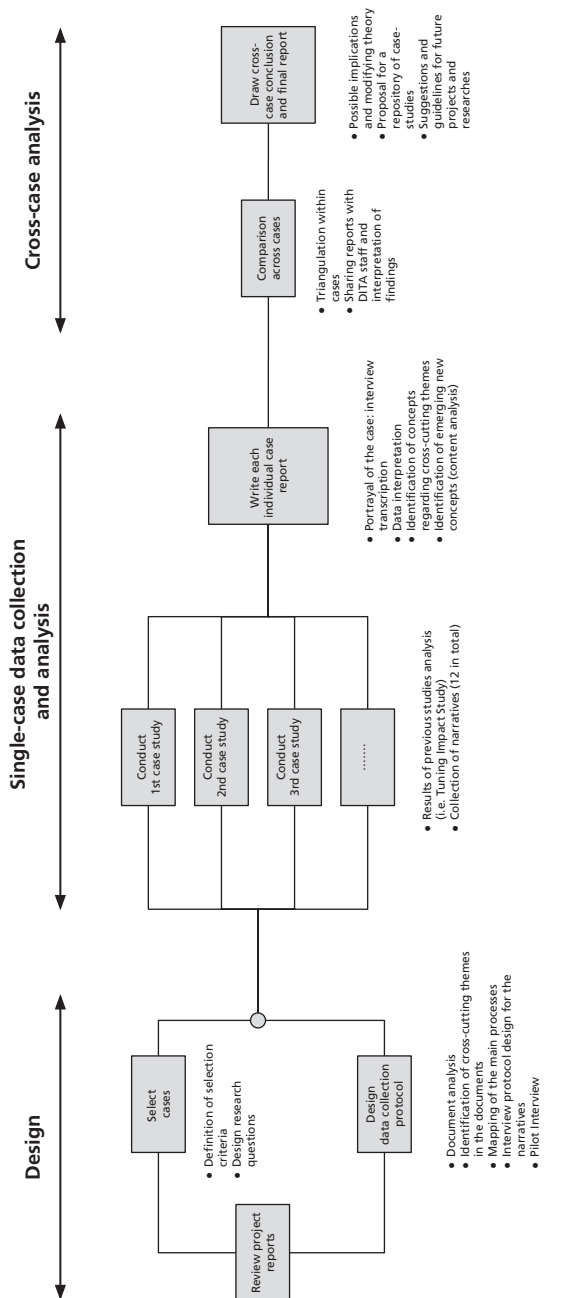 Design
Review project
reports
Select
cases
• Definition of selection
criteria
• Design research
questions
Design
data collection
protocol
• Document analysis
• Identification of cross-cutting themes
in the documents
• Mapping of the main processes
• Interview protocol design for the
narratives
• Pilot Interview
Single-case data collection
and analysis
Conduct
1st case study
Conduct
2nd case study
Conduct
3rd case study
........
• Results of previous studies analysis
(i.e. Tuning Impact Study)
• Collection of narratives (12 in total)
Write each
individual case
report
• Portrayal of the case: interview
transcription
• Data interpretation
• Identification of concepts
regarding cross-cutting themes
• Identification of emerging new
concepts (content analysis)
Cross-case analysis
Comparison
across cases
• Triangulation within
cases
• Sharing reports with
DITA staff and
interpretation of
findings
Draw cross-
case conclusion
and final report
• Possible implications
and modifying theory
• Proposal for a
repository of case-
studies
• Suggestions and
guidelines for future
projects and
researches